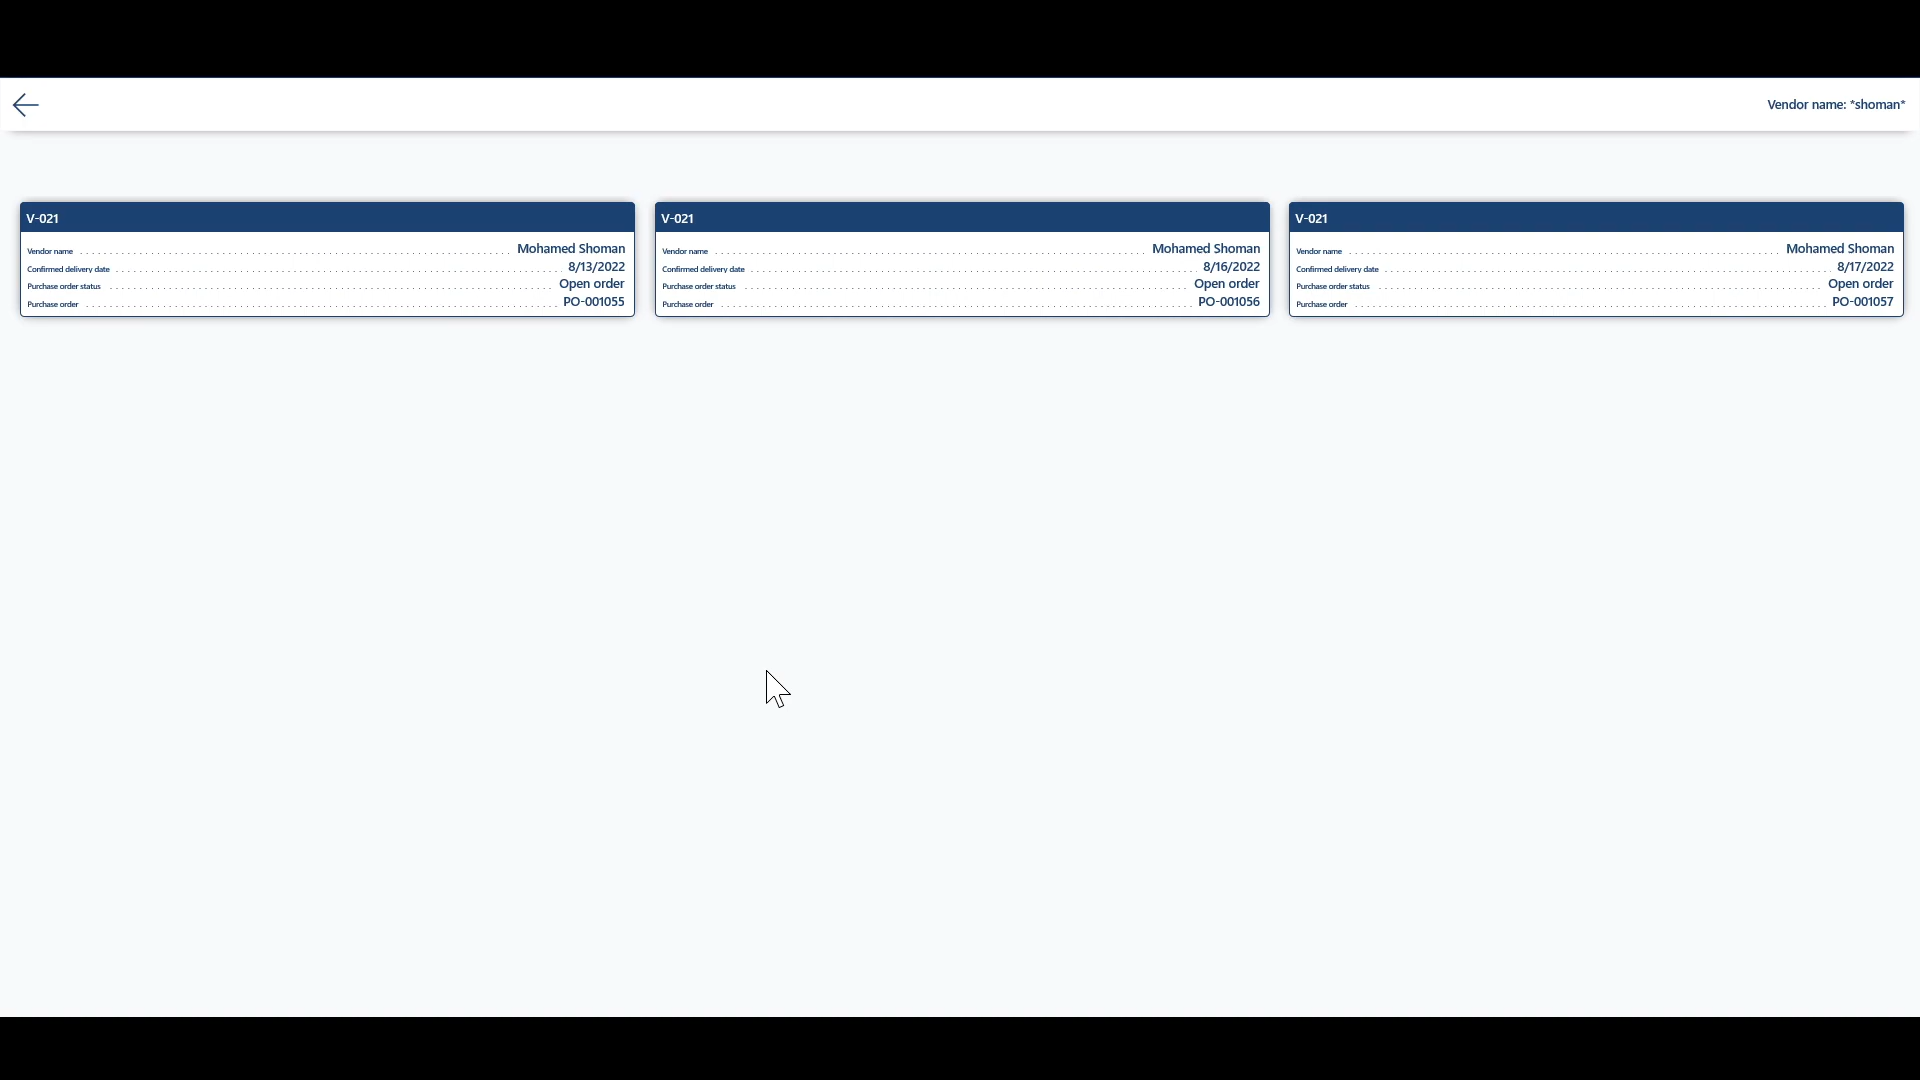 Vendor name: *shoman*
V-021
Vendor name Mohamed Shoman
Confirmed delivery date 8/13/2022
Purchase order status Open order
Purchase order PO-001055
V-021
Vendor name Mohamed Shoman
Confirmed delivery date 8/16/2022
Purchase order status Open order
Purchase order PO-001056
V-021
Vendor name Mohamed Shoman
Confirmed delivery date 8/17/2022
Purchase order status Open order
Purchase order PO-001057